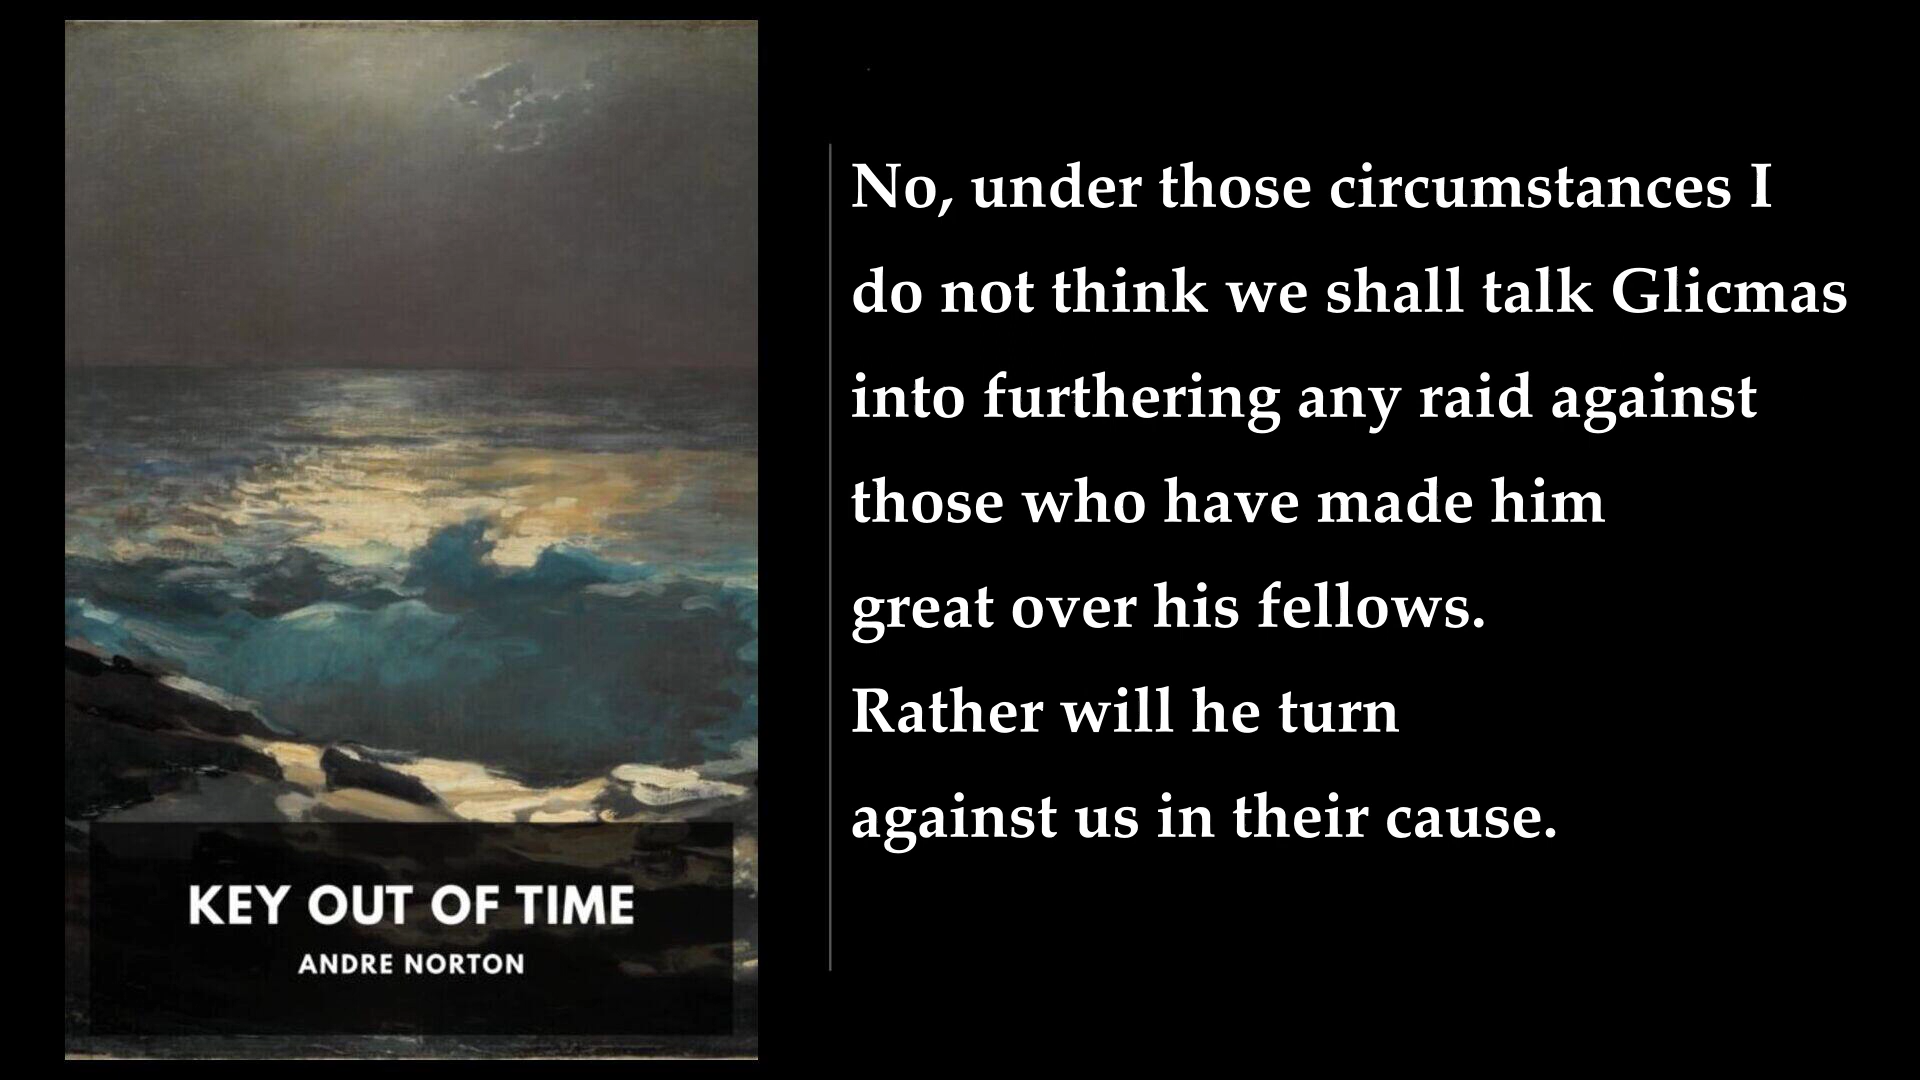 KEY OUT OF TIME
ANDRE NORTON
No, under those circumstances I
do not think we shall talk Glicmas
into furthering any raid against
those who have made him
great over his fellows.
Rather will he turn
against us in their cause.